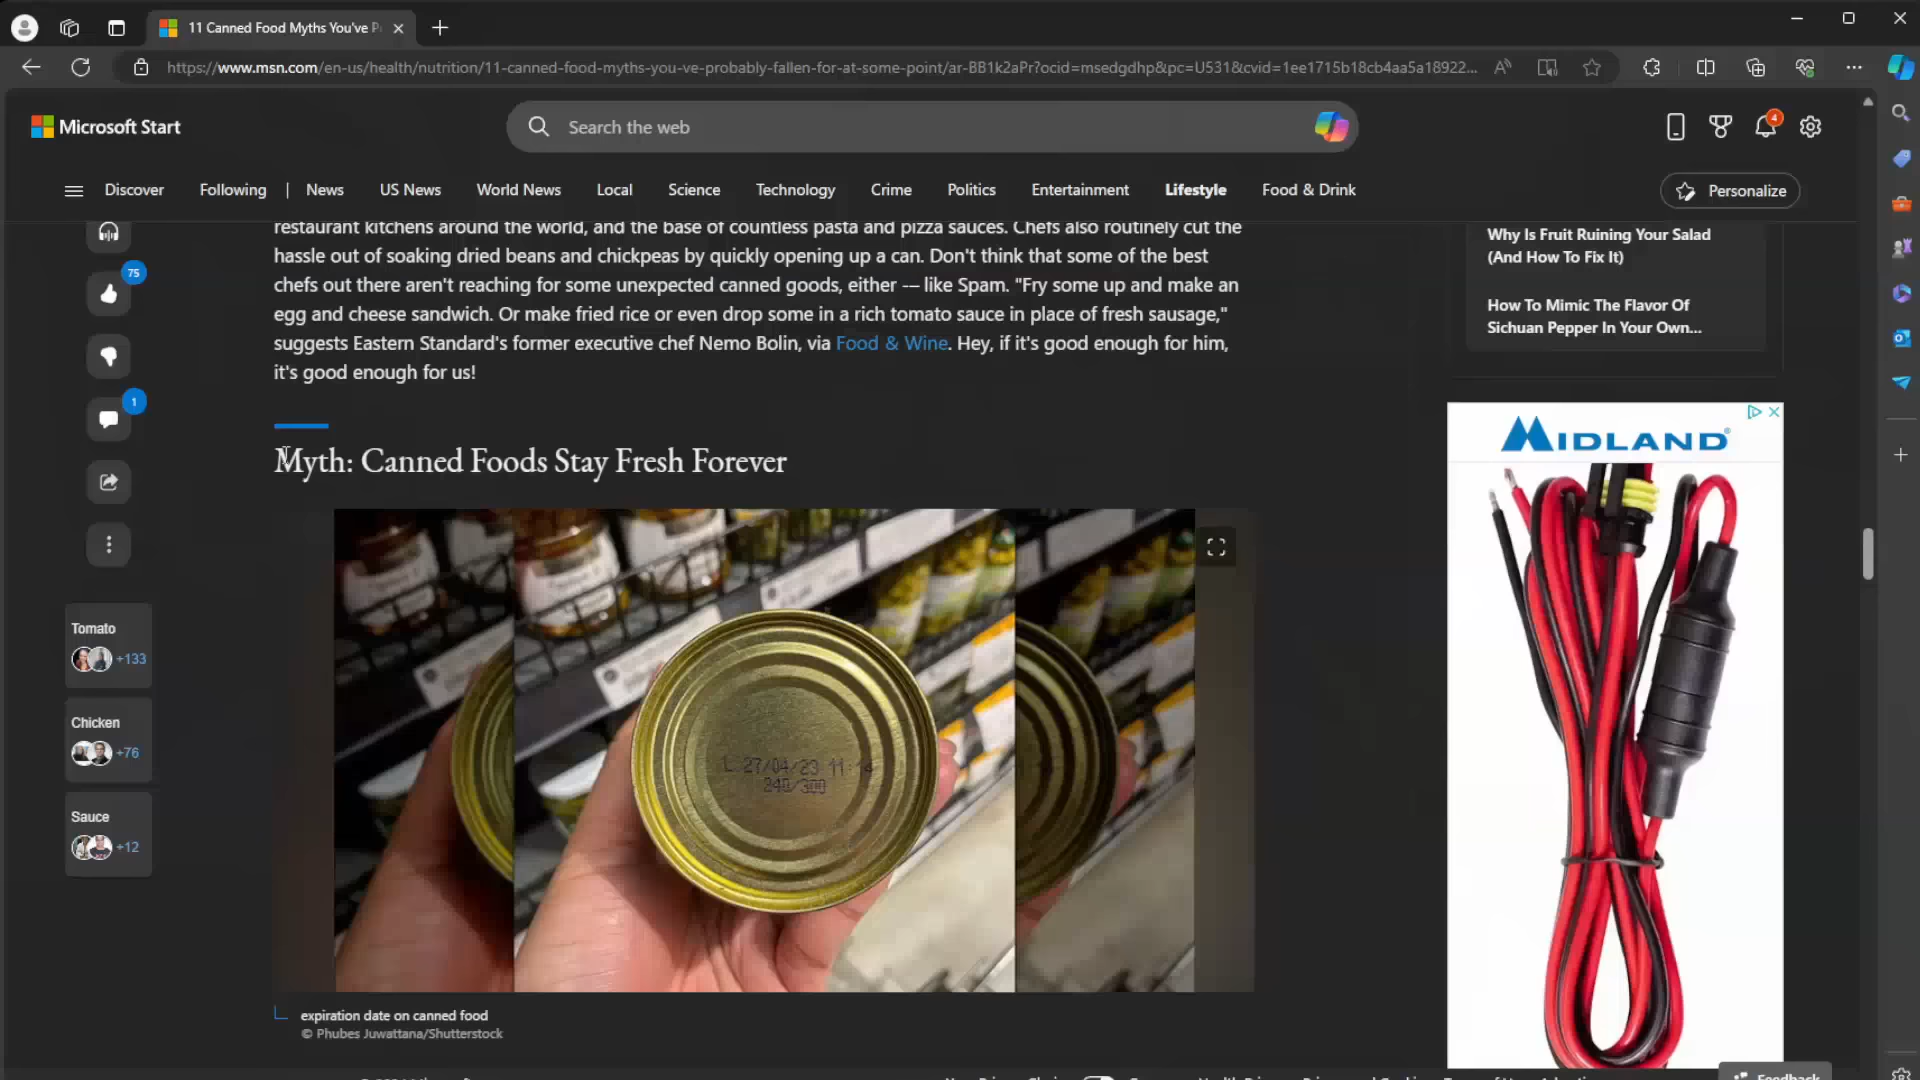 11 Canned Food Myths You've P
https://www.msn.com/en-us/health/nutrition/11-canned-food-myths-you-ve-probably-fallen-for-at-some-point/ar-BB1k2aPr?ocid=msedgdhp&pc=U531&cvid=1ee1715b18cb4aa5a18922...
Microsoft Start
Search the web
4
Discover
Following
News
US News
World News
Local
Science
Technology
Crime
Politics
Entertainment
Lifestyle
Food & Drink
Personalize
75
1
Tomato
+133
Chicken
+76
Sauce
+12
restaurant kitchens around the world, and the base of countless pasta and pizza sauces. Chefs also routinely cut the
hassle out of soaking dried beans and chickpeas by quickly opening up a can. Don't think that some of the best
chefs out there aren't reaching for some unexpected canned goods, either -– like Spam. "Fry some up and make an
egg and cheese sandwich. Or make fried rice or even drop some in a rich tomato sauce in place of fresh sausage,"
suggests Eastern Standard's former executive chef Nemo Bolin, via Food & Wine. Hey, if it's good enough for him,
it's good enough for us!
Myth: Canned Foods Stay Fresh Forever
L 27/04/23 11:14
240/300
expiration date on canned food
© Phubes Juwattana/Shutterstock
Why Is Fruit Ruining Your Salad
(And How To Fix It)
How To Mimic The Flavor Of
Sichuan Pepper In Your Own...
MIDLAND
Feedback